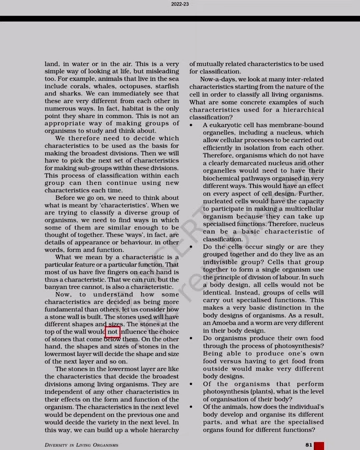 2022-23
land, in water or in the air. This is a very
simple way of looking at life, but misleading
too. For example, animals that live in the sea
include corals, whales, octopuses, starfish
and sharks. We can immediately see that
these are very different from each other in
numerous ways. In fact, habitat is the only
point they share in common. This is not an
appropriate way of making groups of
organisms to study and think about.
We therefore need to decide which
characteristics to be used as the basis for
making the broadest divisions. Then we will
have to pick the next set of characteristics
for making sub-groups within these divisions.
This process of classification within each
group can then continue using new
characteristics each time.
Before we go on, we need to think about
what is meant by 'characteristics'. When we
are trying to classify a diverse group of
organisms, we need to find ways in which
some of them are similar enough to be
thought of together. These 'ways', in fact, are
details of appearance or behaviour, in other
words, form and function.
What we mean by a characteristic is a
particular feature or a particular function. That
most of us have five fingers on each hand is
thus a characteristic. That we can run, but the
banyan tree cannot, is also a characteristic.
Now, to understand how some
characteristics are decided as being more
fundamental than others, let us consider how
a stone wall is built. The stones used will have
different shapes and sizes. The stones at the
top of the wall would not influence the choice
of stones that come below them. On the other
hand, the shapes and sizes of stones in the
lowermost layer will decide the shape and size
of the next layer and so on.
The stones in the lowermost layer are like
the characteristics that decide the broadest
divisions among living organisms. They are
independent of any other characteristics in
their effects on the form and function of the
organism. The characteristics in the next level
would be dependent on the previous one and
would decide the variety in the next level. In
this way, we can build up a whole hierarchy
of mutually related characteristics to be used
for classification.
Now-a-days, we look at many inter-related
characteristics starting from the nature of the
cell in order to classify all living organisms.
What are some concrete examples of such
characteristics used for a hierarchical
classification?
• A eukaryotic cell has membrane-bound
organelles, including a nucleus, which
allow cellular processes to be carried out
efficiently in isolation from each other.
Therefore, organisms which do not have
a clearly demarcated nucleus and other
organelles would need to have their
biochemical pathways organised in very
different ways. This would have an effect
on every aspect of cell design. Further,
nucleated cells would have the capacity
to participate in making a multicellular
organism because they can take up
specialised functions. Therefore, nucleus
can be a basic characteristic of
classification.
• Do the cells occur singly or are they
grouped together and do they live as an
indivisible group? Cells that group
together to form a single organism use
the principle of division of labour. In such
a body design, all cells would not be
identical. Instead, groups of cells will
carry out specialised functions. This
makes a very basic distinction in the
body designs of organisms. As a result,
an Amoeba and a worm are very different
in their body design.
• Do organisms produce their own food
through the process of photosynthesis?
Being able to produce one's own
food versus having to get food from
outside would make very different
body designs.
• Of the organisms that perform
photosynthesis (plants), what is the level
of organisation of their body?
• Of the animals, how does the individual's
body develop and organise its different
parts, and what are the specialised
organs found for different functions?
DIVERSITY IN LIVING ORGANISMS
81